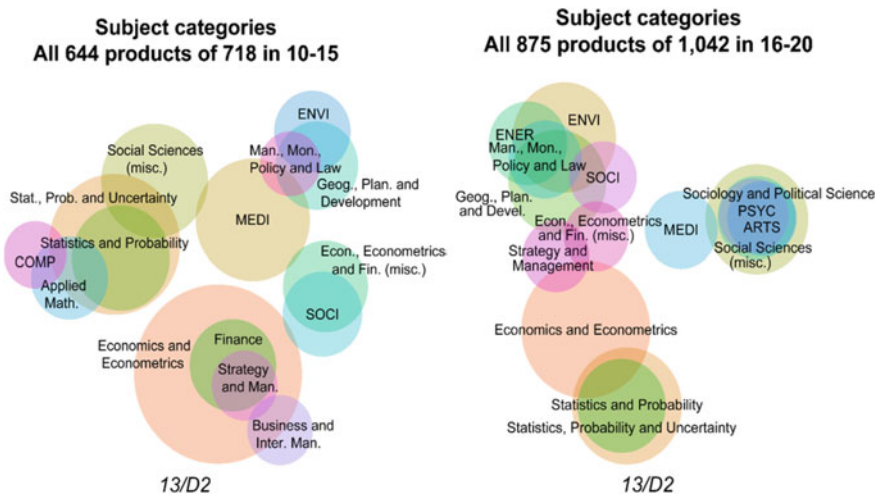 Subject categories
All 644 products of 718 in 10-15
ENVI
Social Sciences
(misc.)
Man., Mon.,
Policy and Law
Geog., Plan. and
Development
Stat., Prob. and Uncertainty
MEDI
Statistics and Probability
COMP
Applied
Math.
Econ., Econometrics
and Fin. (misc.)
SOCI
Economics and
Econometrics
Finance
Strategy
and Man.
Business and
Inter. Man.
13/D2
Subject categories
All 875 products of 1,042 in 16-20
ENVI
ENER
Man., Mon.,
Policy and Law
SOCI
Geog., Plan.
and Devel.
Econ., Econometrics
and Fin. (misc.)
Strategy and
Management
MEDI
Sociology and Political Science
PSYC
ARTS
Social Sciences
(misc.)
Economics and Econometrics
Statistics and Probability
Statistics, Probability and Uncertainty
13/D2